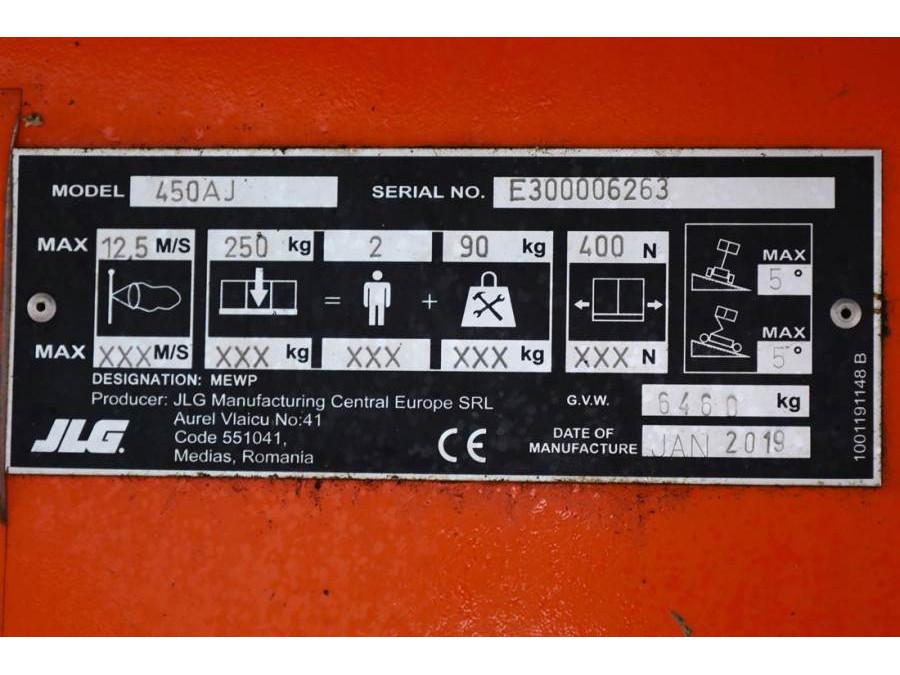 MODEL 450AJ SERIAL NO. E300006263
MAX 12,5 M/S 250 kg 2 90 kg 400 N
MAX 5°
= +
MAX 5°
MAX XXX M/S XXX kg XXX XXX kg XXX N
DESIGNATION: MEWP
Producer: JLG Manufacturing Central Europe SRL
Aurel Vlaicu No:41
Code 551041,
Medias, Romania
JLG.
CE
G.V.W. 6460 kg
DATE OF
MANUFACTURE JAN 2019
1001191148 B